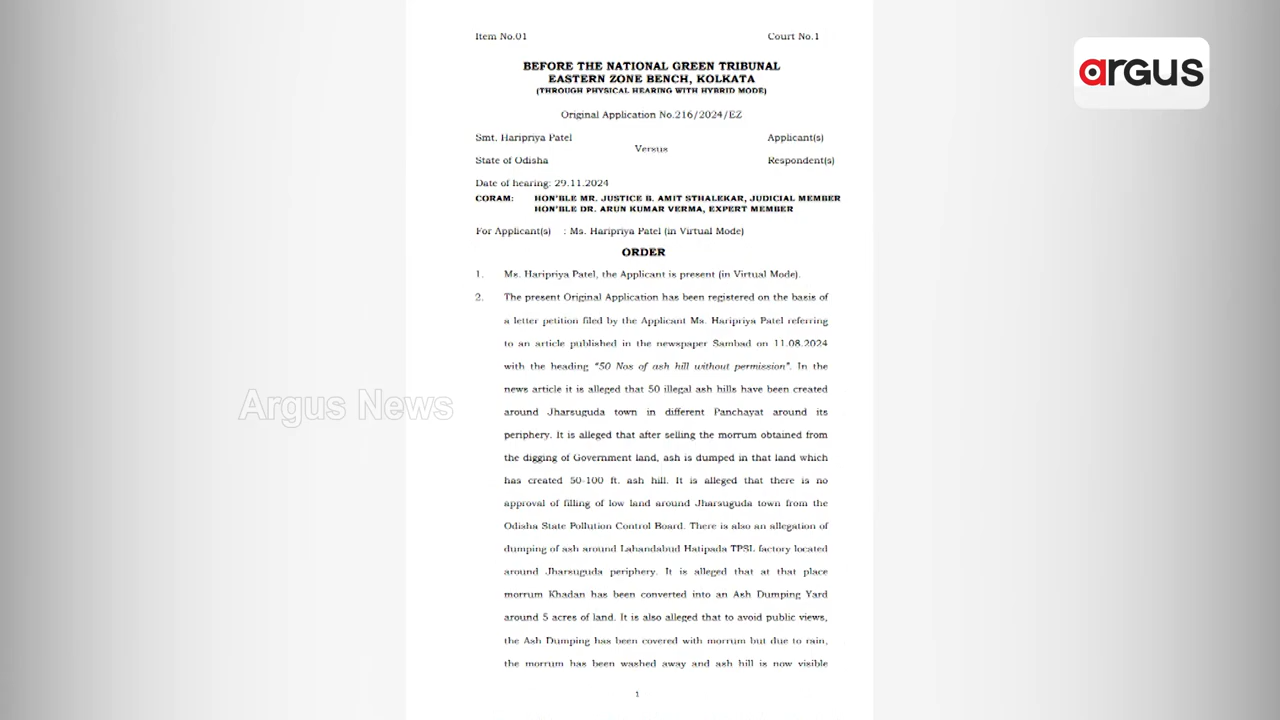 Item No.01 Court No.1
argus
BEFORE THE NATIONAL GREEN TRIBUNAL
EASTERN ZONE BENCH, KOLKATA
(THROUGH PHYSICAL HEARING WITH HYBRID MODE)
Original Application No.216/2024/EZ
Smt. Haripriya Patel Applicant(s)
Versus
State of Odisha Respondent(s)
Date of hearing: 29.11.2024
CORAM: HON'BLE MR. JUSTICE B. AMIT STHALEKAR, JUDICIAL MEMBER
HON'BLE DR. ARUN KUMAR VERMA, EXPERT MEMBER
For Applicant(s) : Ms. Haripriya Patel (in Virtual Mode)
ORDER
1. Ms. Haripriya Patel, the Applicant is present (in Virtual Mode).
2. The present Original Application has been registered on the basis of
a letter petition filed by the Applicant Ms. Haripriya Patel referring
to an article published in the newspaper Sambad on 11.08.2024
with the heading "50 Nos of ash hill without permission". In the
news article it is alleged that 50 illegal ash hills have been created
Argus News
around Jharsuguda town in different Panchayat around its
periphery. It is alleged that after selling the morrum obtained from
the digging of Government land, ash is dumped in that land which
has created 50-100 ft. ash hill. It is alleged that there is no
approval of filling of low land around Jharsuguda town from the
Odisha State Pollution Control Board. There is also an allegation of
dumping of ash around Lahandabud Hatipada TPSL factory located
around Jharsuguda periphery. It is alleged that at that place
morrum Khadan has been converted into an Ash Dumping Yard
around 5 acres of land. It is also alleged that to avoid public views,
the Ash Dumping has been covered with morrum but due to rain,
the morrum has been washed away and ash hill is now visible
1